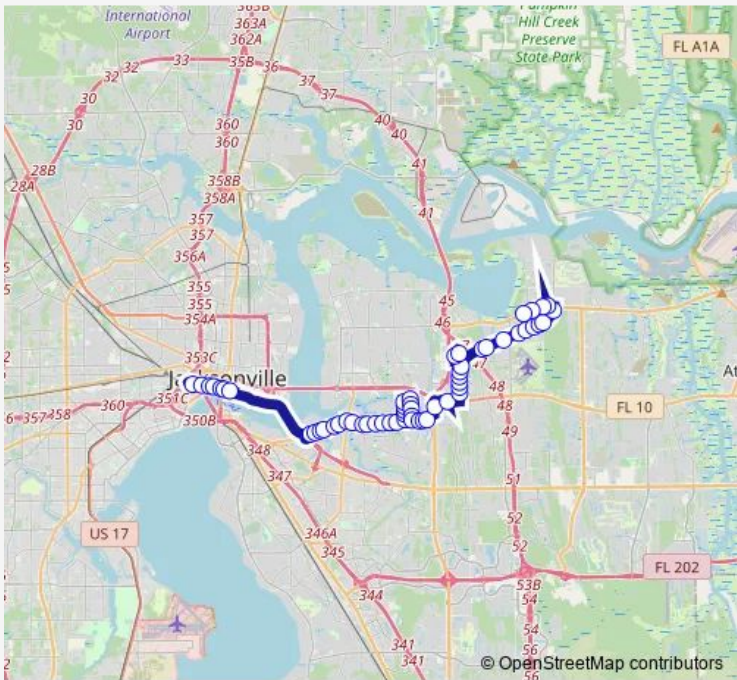 International
Airport
363B
363A
362A
35B
36
33
32
32
37
37
30
30
40
40
41
41
360
360
28B
28A
358B
358A
357
357
356A
355
355
354A
353C
Jacksonville
351C
350B
360
357
358
348
347
346A
345
344
341
341
45
46
47
48
48
49
51
52
52
53B
54
54
56
Pumpkin
Hill Creek
Preserve
State Park
FL A1A
At
FL 10
US 17
FL 202
© OpenStreetMap contributors